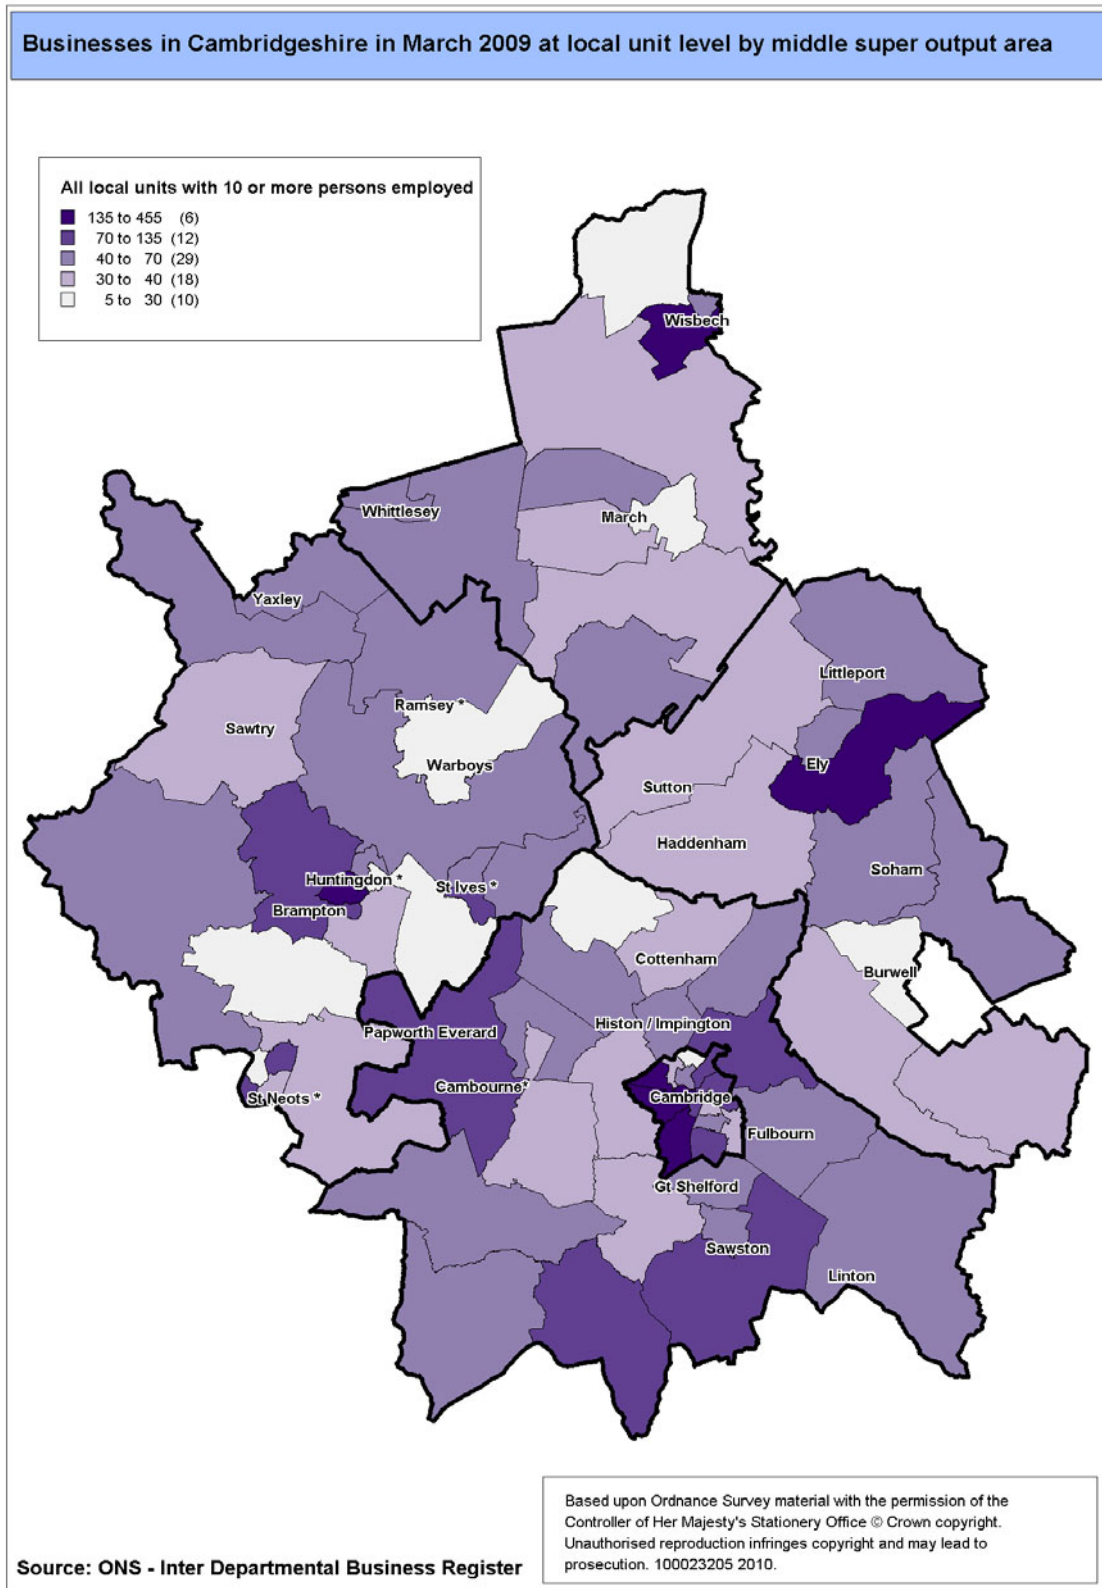 Businesses in Cambridgeshire in March 2009 at local unit level by middle super output area
All local units with 10 or more persons employed
135 to 455 (6)
70 to 135 (12)
40 to 70 (29)
30 to 40 (18)
5 to 30 (10)
Wisbech
Whittlesey
March
Yaxley
Littleport
Ramsey *
Sawtry
Warboys
Ely
Sutton
Haddenham
Soham
Huntingdon *
St Ives *
Brampton
Cottenham
Burwell
Histon / Impington
Papworth Everard
Cambourne*
St Neots *
Cambridge
Fulbourn
Gt Shelford
Sawston
Linton
Based upon Ordnance Survey material with the permission of the
Controller of Her Majesty's Stationery Office © Crown copyright.
Unauthorised reproduction infringes copyright and may lead to
prosecution. 100023205 2010.
Source: ONS - Inter Departmental Business Register